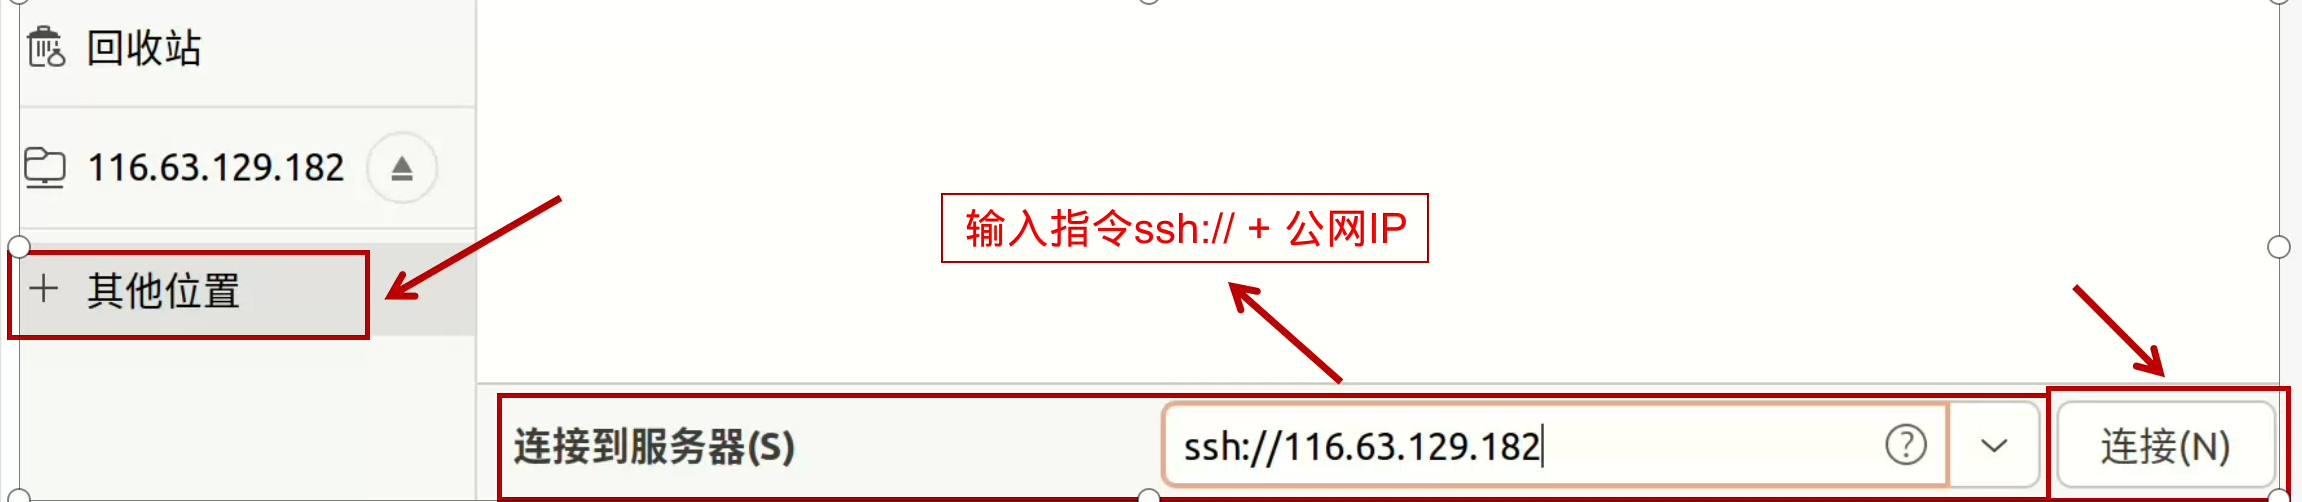 回收站
116.63.129.182
其他位置
输入指令ssh:// + 公网IP
连接到服务器(S)
ssh://116.63.129.182
连接(N)